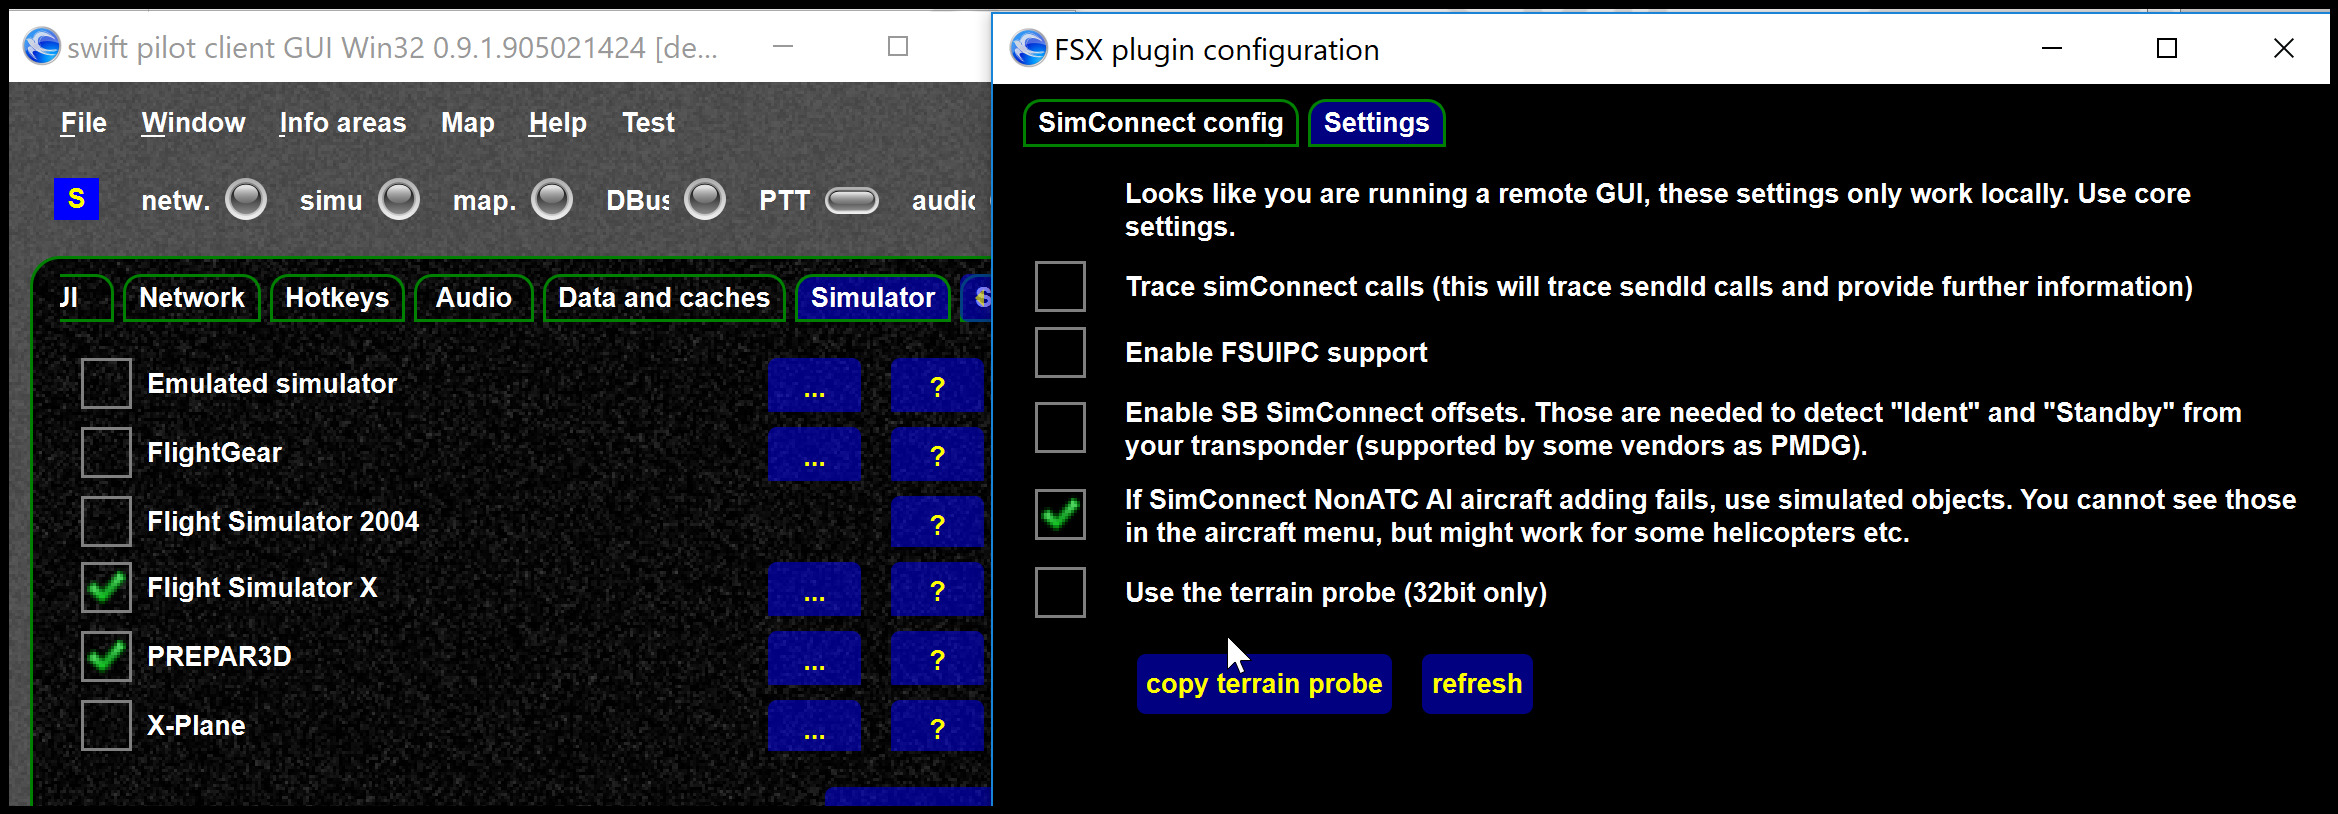 swift pilot client GUI Win32 0.9.1.905021424 [de...
FSX plugin configuration
File Window Info areas Map Help Test
S netw. simu map. DBus PTT audio
UI Network Hotkeys Audio Data and caches Simulator S
Emulated simulator ... ?
FlightGear ... ?
Flight Simulator 2004 ?
Flight Simulator X ... ?
PREPAR3D ... ?
X-Plane ... ?
SimConnect config Settings
Looks like you are running a remote GUI, these settings only work locally. Use core
settings.
Trace simConnect calls (this will trace sendId calls and provide further information)
Enable FSUIPC support
Enable SB SimConnect offsets. Those are needed to detect "Ident" and "Standby" from
your transponder (supported by some vendors as PMDG).
If SimConnect NonATC AI aircraft adding fails, use simulated objects. You cannot see those
in the aircraft menu, but might work for some helicopters etc.
Use the terrain probe (32bit only)
copy terrain probe refresh